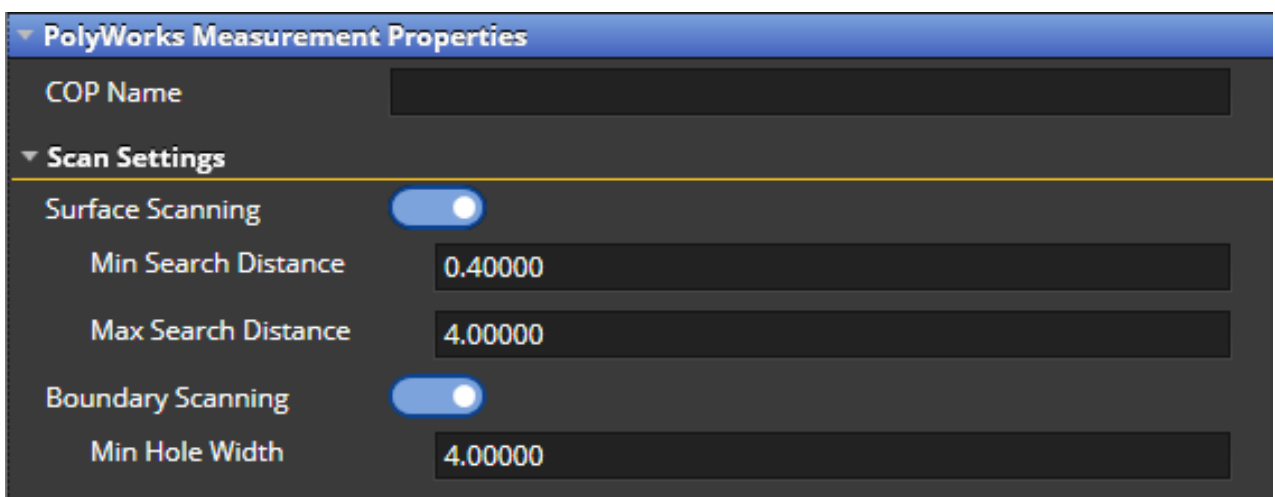 PolyWorks Measurement Properties
COP Name
Scan Settings
Surface Scanning
Min Search Distance 0.40000
Max Search Distance 4.00000
Boundary Scanning
Min Hole Width 4.00000